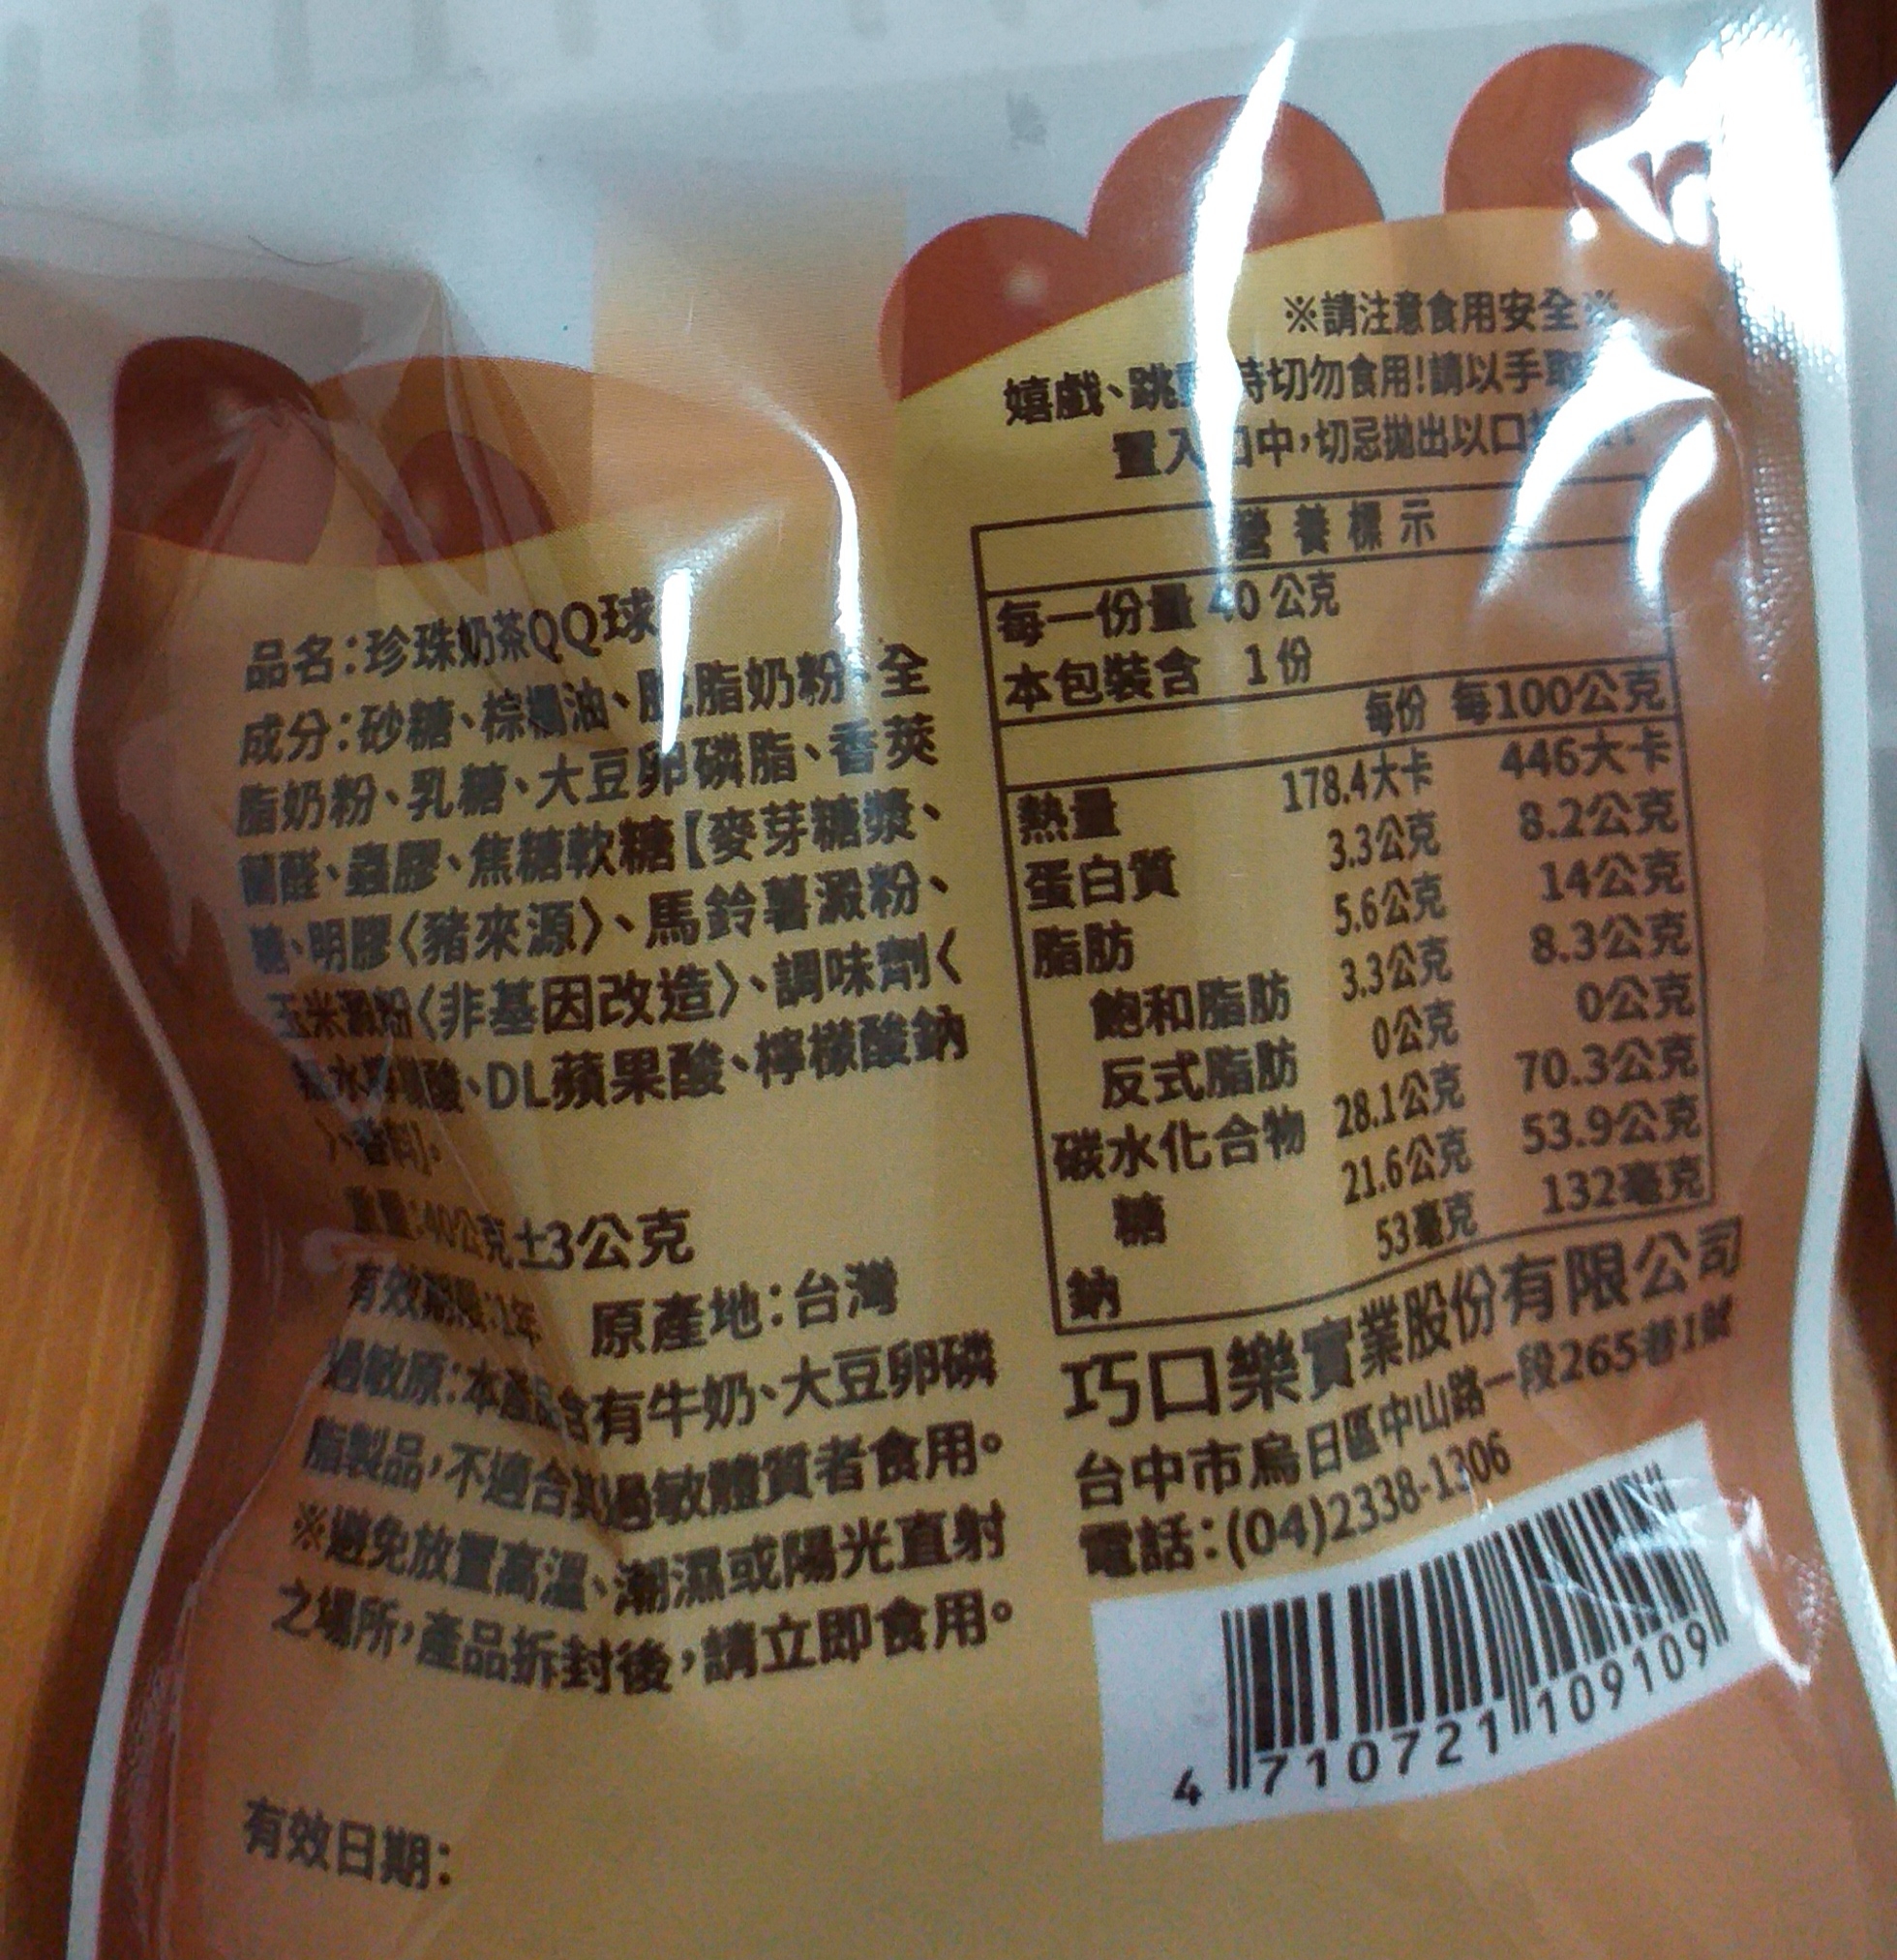 品名：珍珠奶茶QQ球
成分：砂糖、棕櫚油、脫脂奶粉、全
脂奶粉、乳糖、大豆卵磷脂、香莢
蘭醛、蟲膠、焦糖軟糖【麥芽糖漿、
糖、明膠〈豬來源〉、馬鈴薯澱粉、
玉米澱粉〈非基因改造〉、調味劑〈
檸檬酸、DL蘋果酸、檸檬酸鈉
〉、香料】。
重量：40公克±3公克
有效期限：1年 原產地：台灣
過敏原：本產品含有牛奶、大豆卵磷
脂製品，不適合其過敏體質者食用。
※避免放置高溫、潮濕或陽光直射
之場所，產品拆封後，請立即食用。
有效日期：
※請注意食用安全※
嬉戲、跳 時切勿食用！請以手取
置入口中，切忌拋出以口
營養標示
每一份量 40 公克
本包裝含 1 份
每份 每100公克
熱量 178.4大卡 446大卡
蛋白質 3.3公克 8.2公克
脂肪 5.6公克 14公克
飽和脂肪 3.3公克 8.3公克
反式脂肪 0公克 0公克
碳水化合物 28.1公克 70.3公克
糖 21.6公克 53.9公克
鈉 53毫克 132毫克
巧口樂實業股份有限公司
台中市烏日區中山路一段265巷1號
電話：(04)2338-1306
4 710721 109109